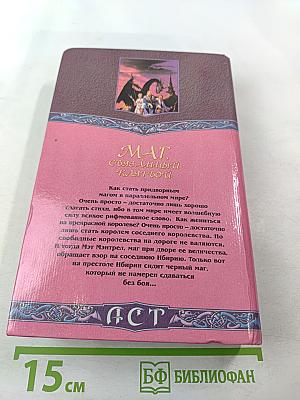 МАГ,
СВЯЗАННЫЙ
КЛЯТВОЙ
Как стать придворным
магом в параллельном мире?
Очень просто – достаточно лишь хорошо
слагать стихи, ибо в том мире имеет волшебную
силу всякое рифмованное слово. Как жениться
на прекрасной королеве? Очень просто – достаточно
лишь стать королем соседнего королевства. Но
свободные королевства на дороге не валяются.
И тогда Мэт Мэнтрел, маг при дворе ее величества,
обращает взор на соседнюю Ибирию. Только вот
на престоле Ибирии сидит черный маг,
который не намерен сдаваться
без боя...
АСТ
15 см
БФ БИБЛИОФАН